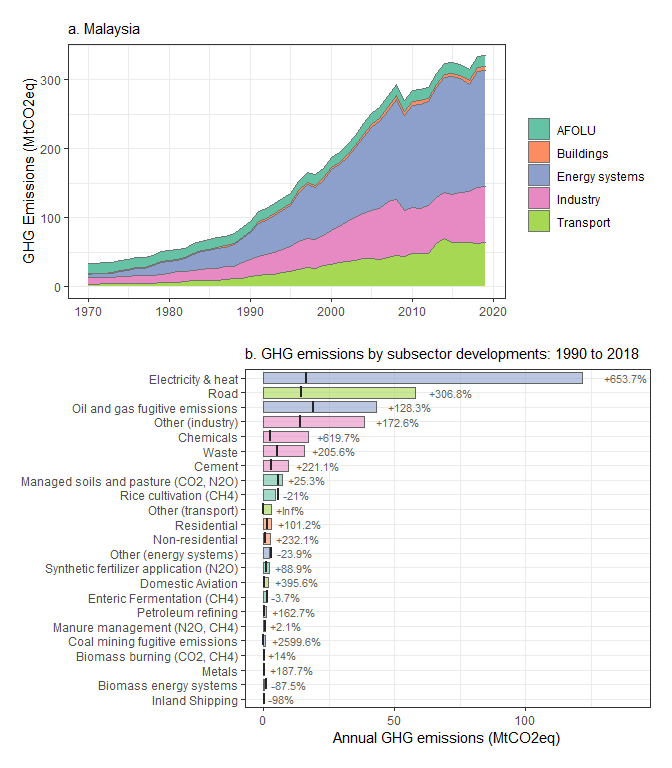 a. Malaysia
GHG Emissions (MtCO2eq)
300
200
100
0
1970
1980
1990
2000
2010
2020
AFOLU
Buildings
Energy systems
Industry
Transport
b. GHG emissions by subsector developments: 1990 to 2018
Electricity & heat +653.7%
Road +306.8%
Oil and gas fugitive emissions +128.3%
Other (industry) +172.6%
Chemicals +619.7%
Waste +205.6%
Cement +221.1%
Managed soils and pasture (CO2, N2O) +25.3%
Rice cultivation (CH4) -21%
Other (transport) +Inf%
Residential +101.2%
Non-residential +232.1%
Other (energy systems) -23.9%
Synthetic fertilizer application (N2O) +88.9%
Domestic Aviation +395.6%
Enteric Fermentation (CH4) -3.7%
Petroleum refining +162.7%
Manure management (N2O, CH4) +2.1%
Coal mining fugitive emissions +2599.6%
Biomass burning (CO2, CH4) +14%
Metals +187.7%
Biomass energy systems -87.5%
Inland Shipping -98%
0
50
100
Annual GHG emissions (MtCO2eq)